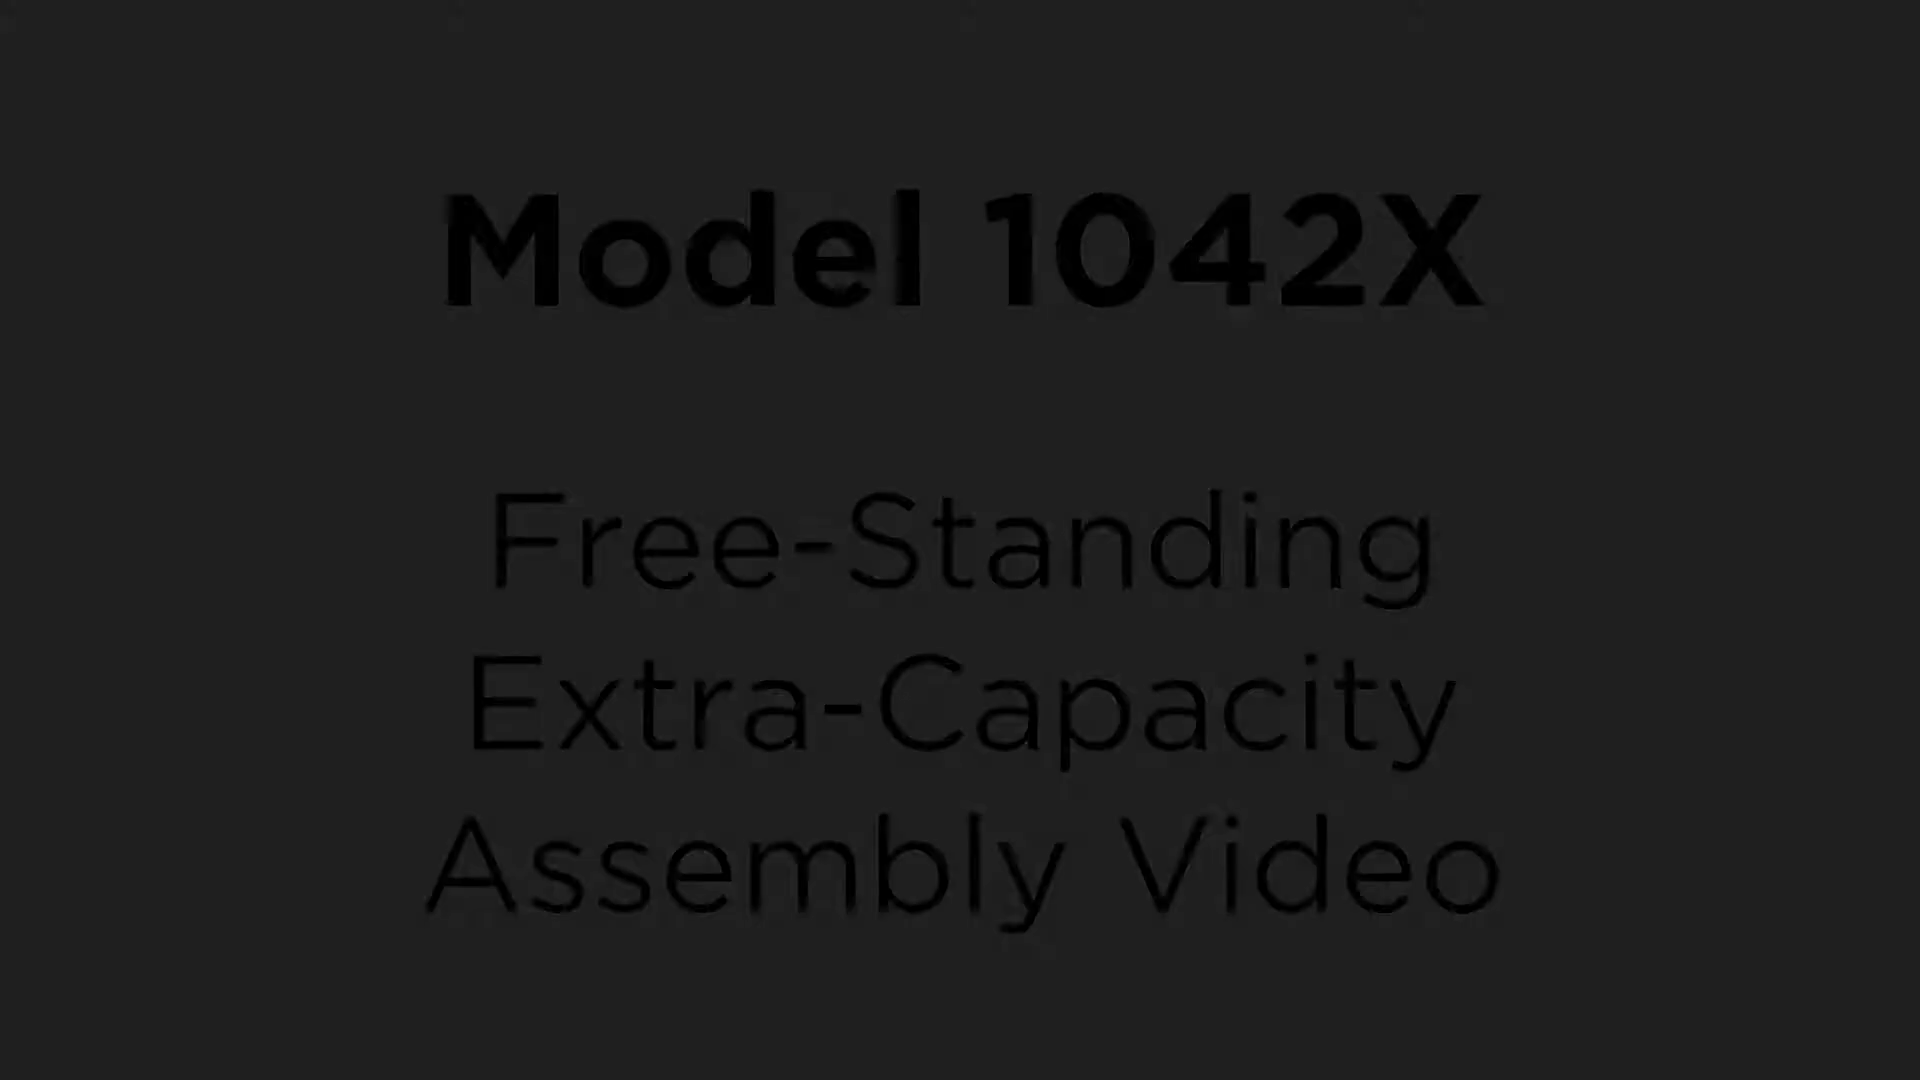 Model 1042X
Free-Standing
Extra-Capacity
Assembly Video